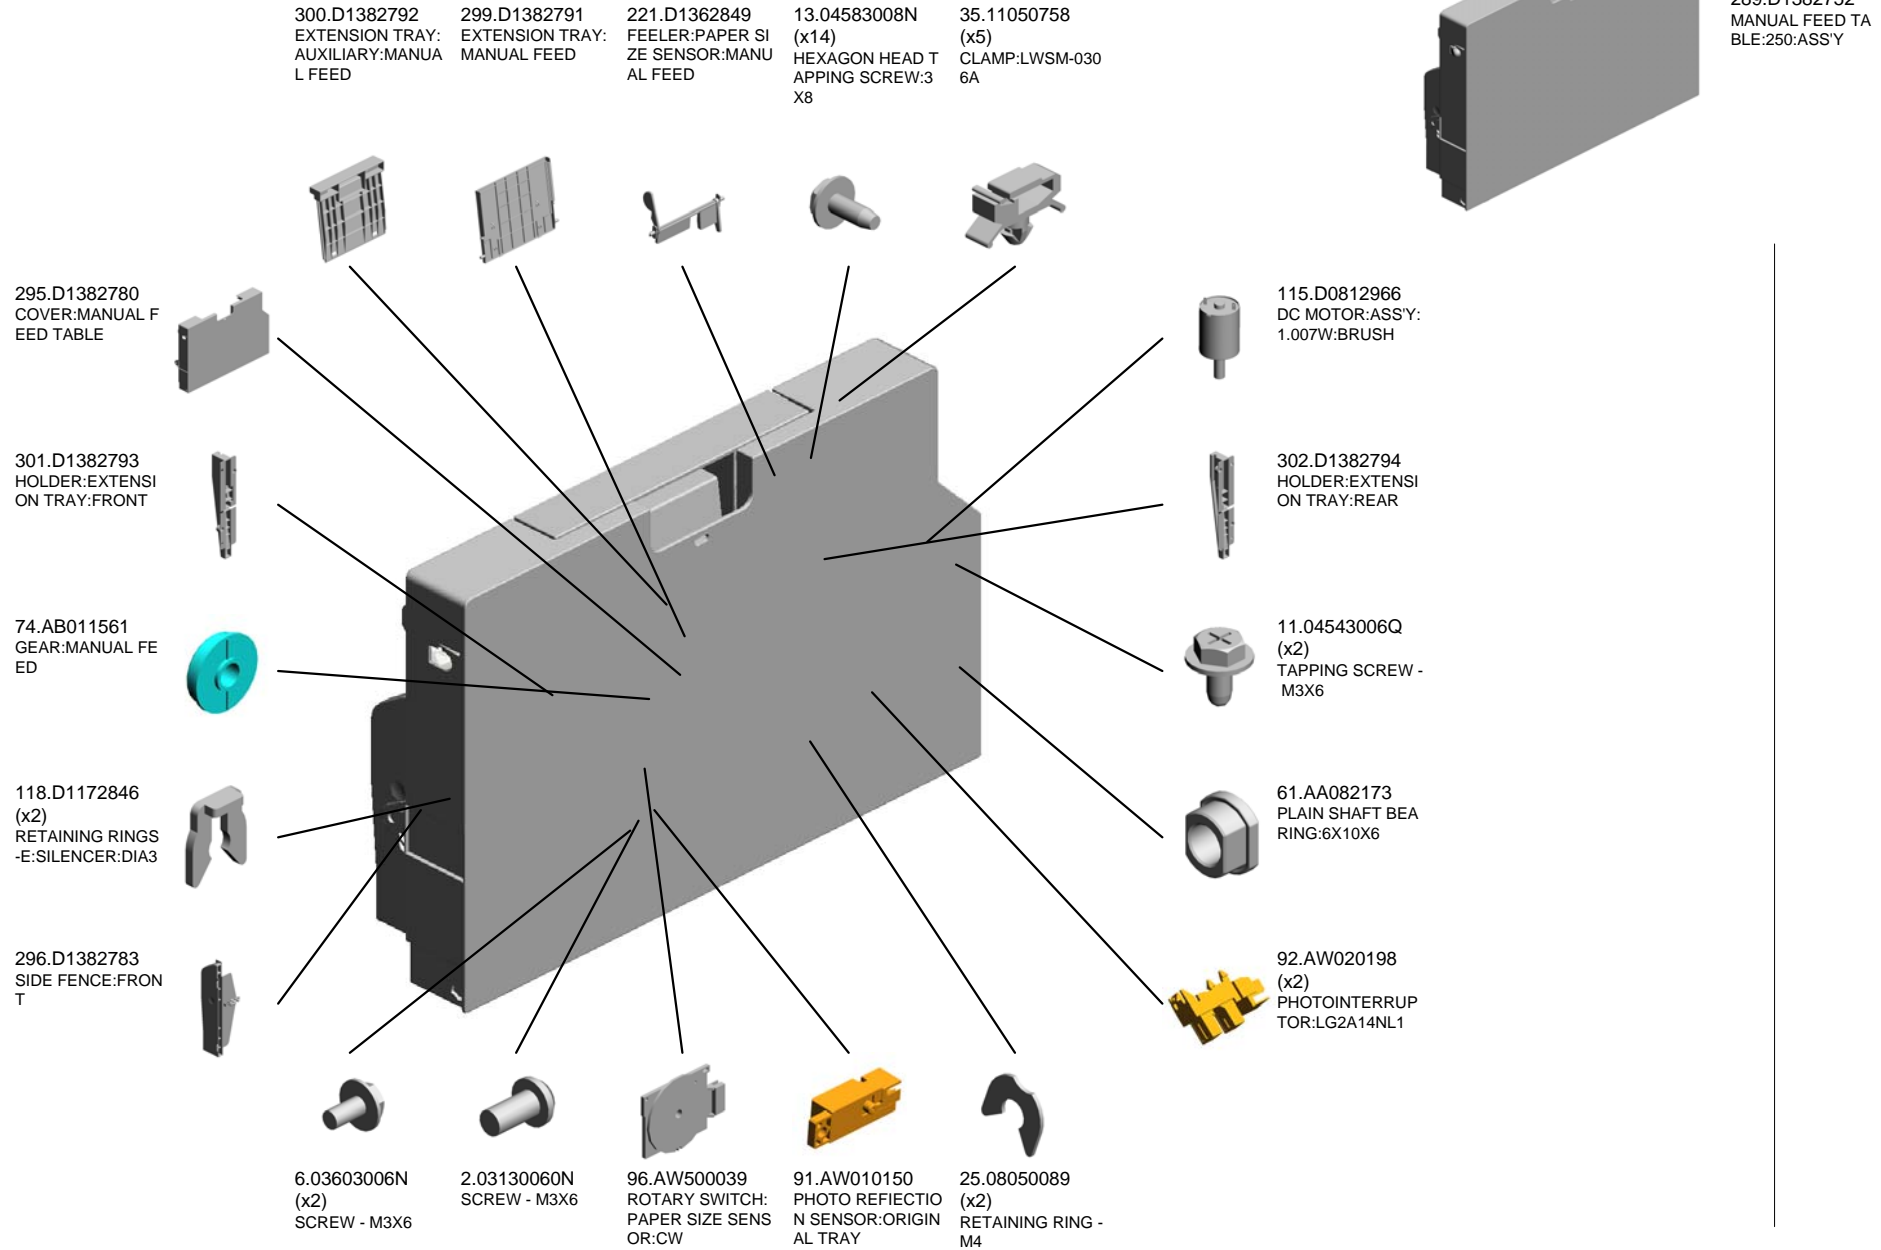 300.D1382792
EXTENSION TRAY:
AUXILIARY:MANUA
L FEED
299.D1382791
EXTENSION TRAY:
MANUAL FEED
221.D1362849
FEELER:PAPER SI
ZE SENSOR:MANU
AL FEED
13.04583008N
(x14)
HEXAGON HEAD T
APPING SCREW:3
X8
35.11050758
(x5)
CLAMP:LWSM-030
6A
289.D1382752
MANUAL FEED TA
BLE:250:ASS'Y
295.D1382780
COVER:MANUAL F
EED TABLE
301.D1382793
HOLDER:EXTENSI
ON TRAY:FRONT
74.AB011561
GEAR:MANUAL FE
ED
118.D1172846
(x2)
RETAINING RINGS
-E:SILENCER:DIA3
296.D1382783
SIDE FENCE:FRON
T
115.D0812966
DC MOTOR:ASS'Y:
1.007W:BRUSH
302.D1382794
HOLDER:EXTENSI
ON TRAY:REAR
11.04543006Q
(x2)
TAPPING SCREW -
M3X6
61.AA082173
PLAIN SHAFT BEA
RING:6X10X6
92.AW020198
(x2)
PHOTOINTERRUP
TOR:LG2A14NL1
6.03603006N
(x2)
SCREW - M3X6
2.03130060N
SCREW - M3X6
96.AW500039
ROTARY SWITCH:
PAPER SIZE SENS
OR:CW
91.AW010150
PHOTO REFIECTIO
N SENSOR:ORIGIN
AL TRAY
25.08050089
(x2)
RETAINING RING -
M4